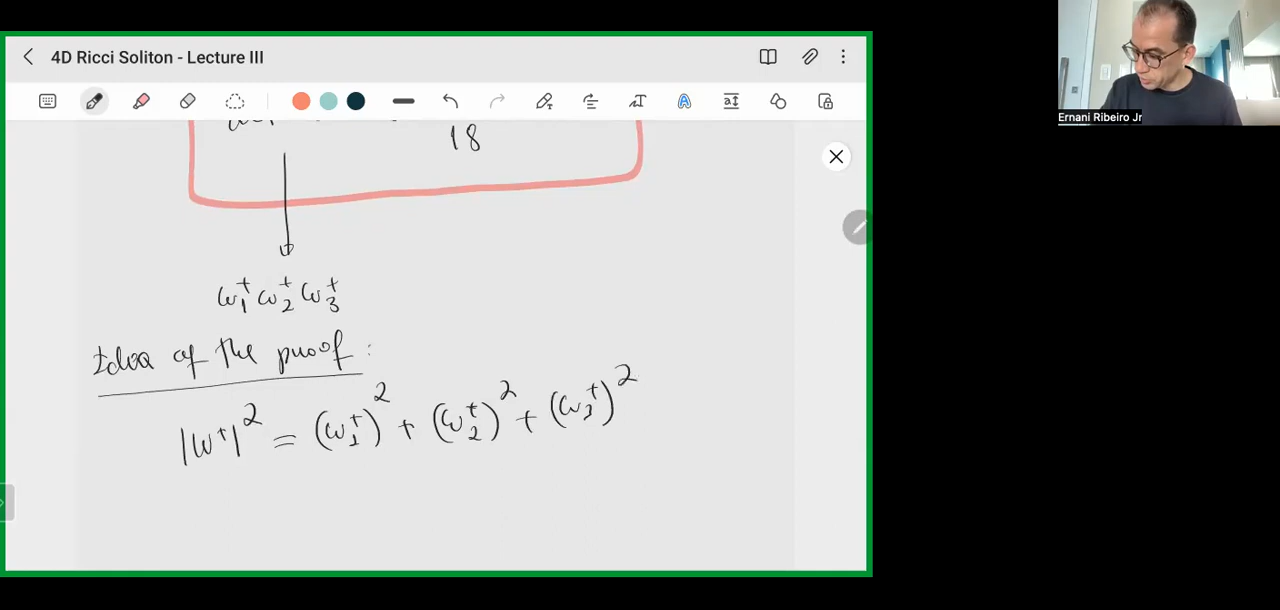 4D Ricci Soliton - Lecture III
Ernani Ribeiro Jr
18
ω₁⁺ ω₂⁺ ω₃⁺
Idea of the proof :
|W⁺|² = (ω₁⁺)² + (ω₂⁺)² + (ω₃⁺)²